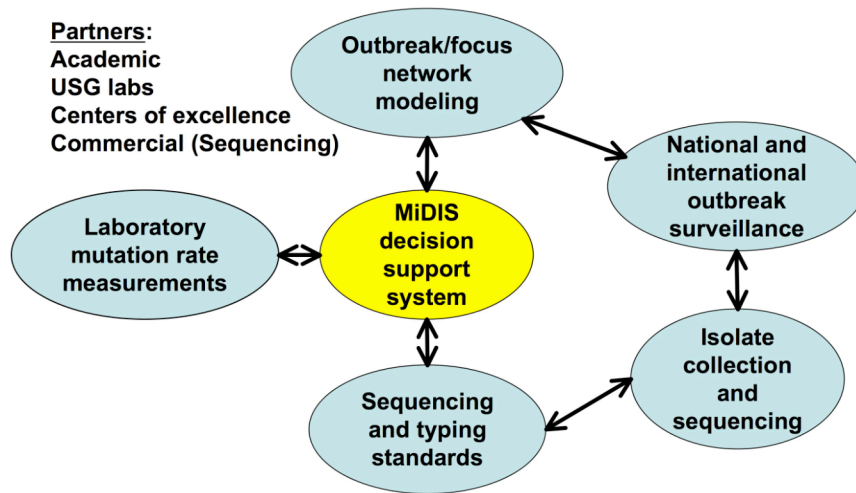 Partners:
Academic
USG labs
Centers of excellence
Commercial (Sequencing)
Outbreak/focus
network
modeling
National and
international
outbreak
surveillance
Laboratory
mutation rate
measurements
MiDIS
decision
support
system
Isolate
collection
and
sequencing
Sequencing
and typing
standards